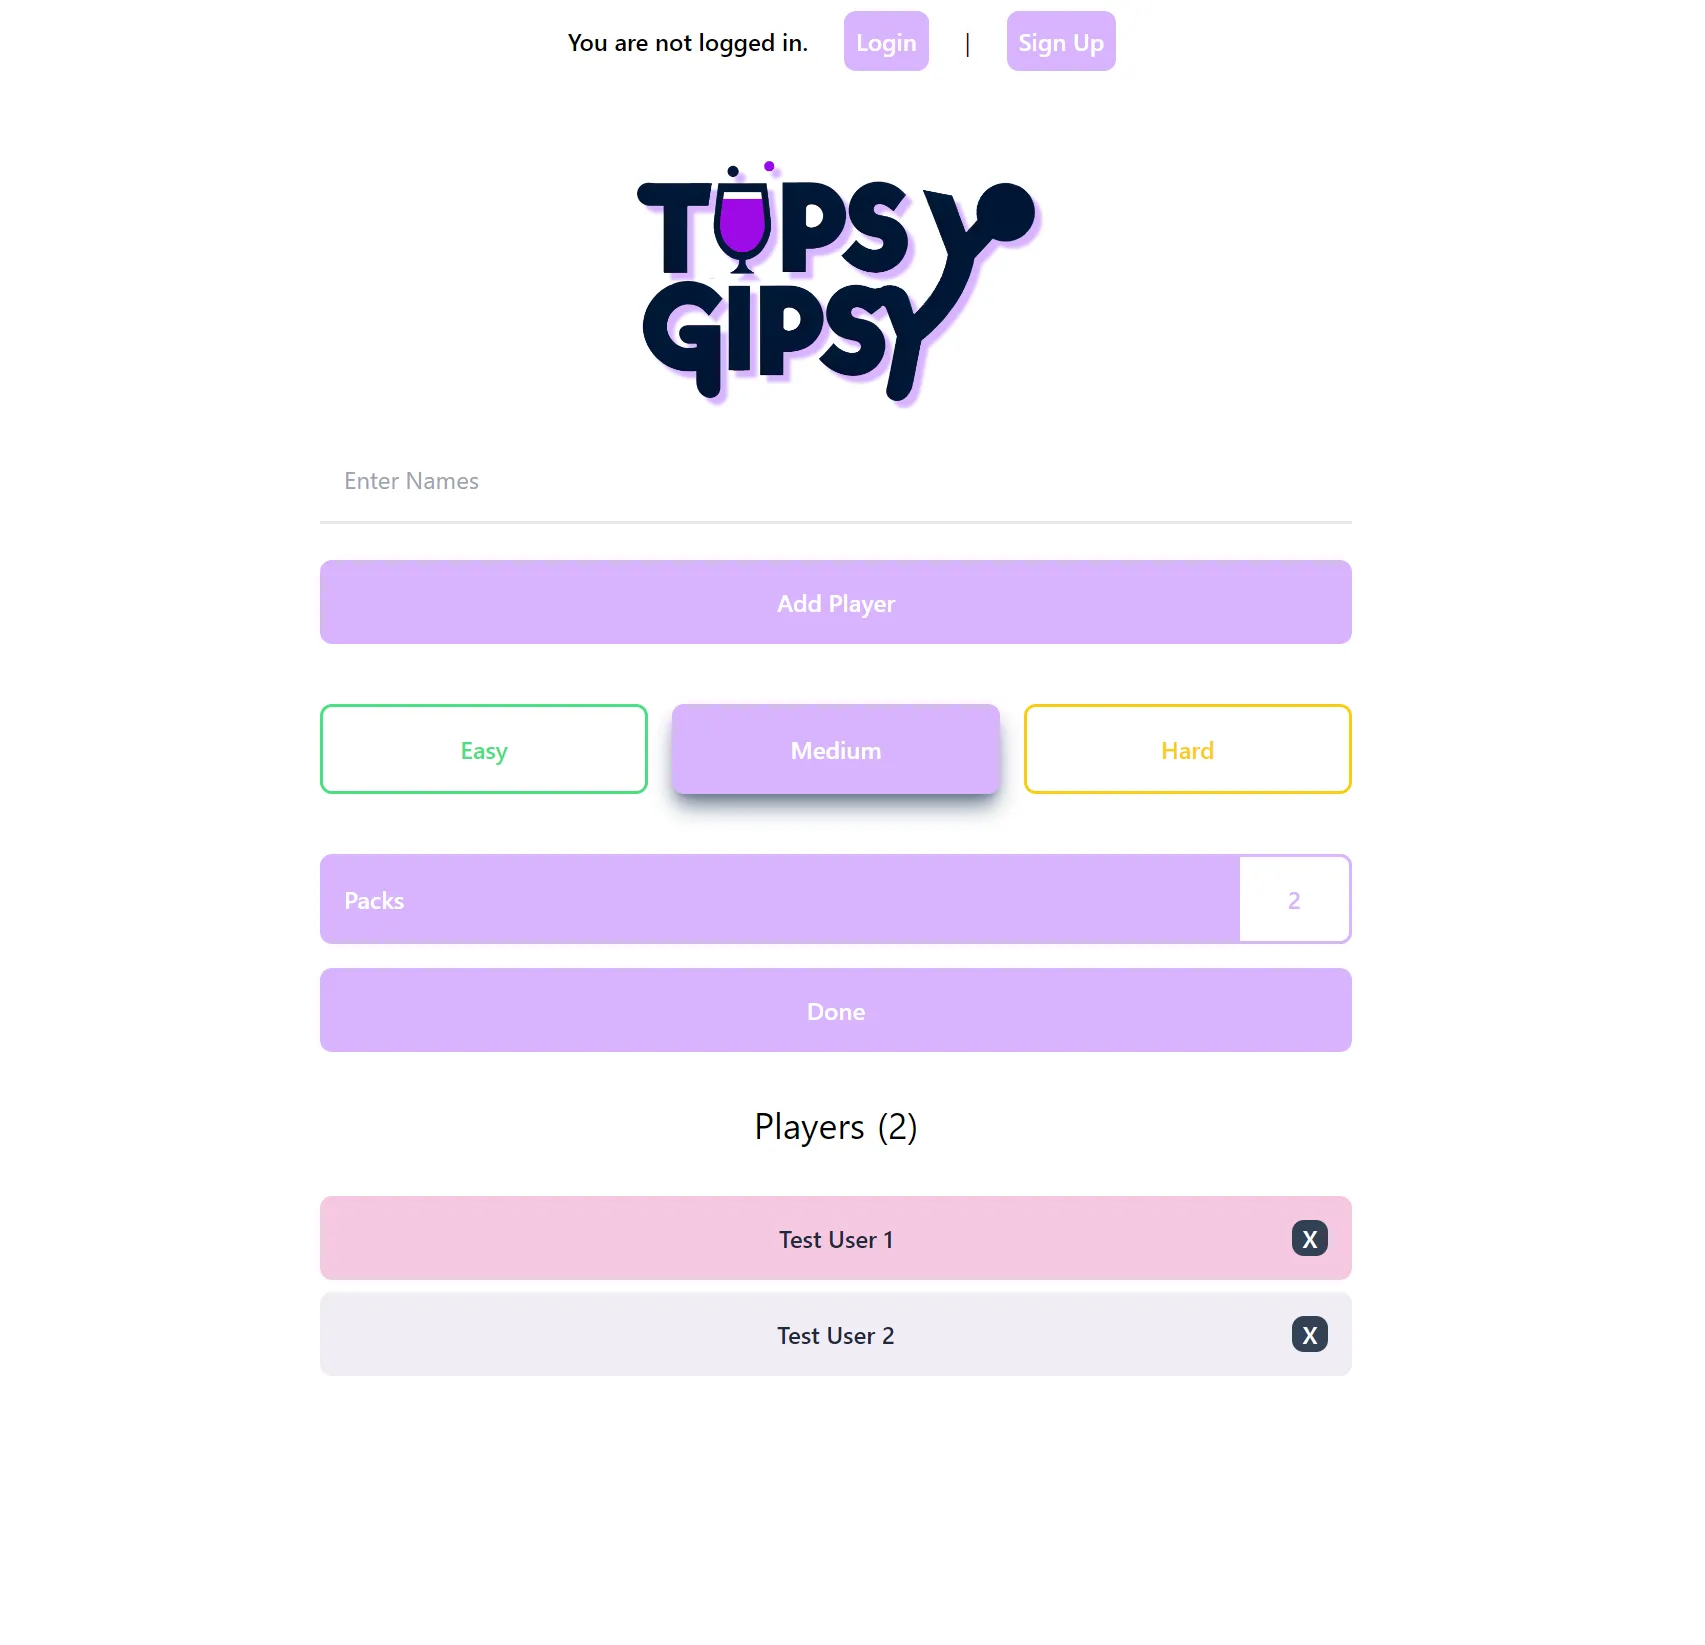 You are not logged in. Login | Sign Up
TIPSY
GIPSY
Enter Names
Add Player
Easy Medium Hard
Packs 2
Done
Players (2)
Test User 1 X
Test User 2 X